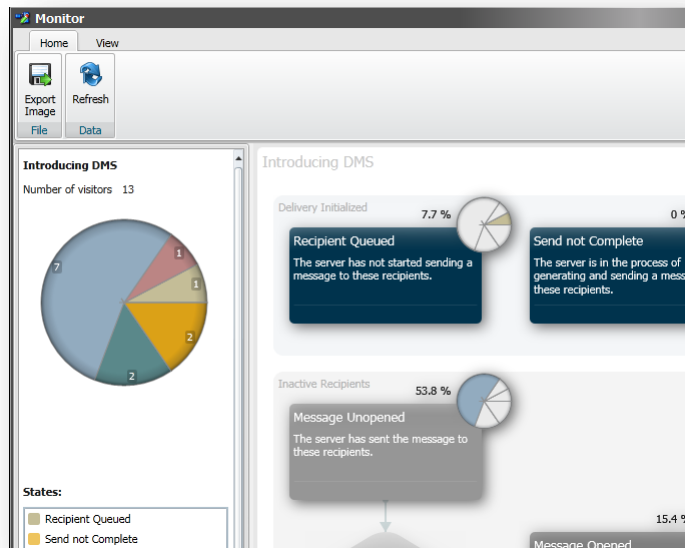 Monitor
Home View
Export
Image
Refresh
File Data
Introducing DMS
Number of visitors 13
7
1
1
2
2
States:
Recipient Queued
Send not Complete
Introducing DMS
Delivery Initialized
7.7 %
0 %
Recipient Queued
The server has not started sending a
message to these recipients.
Send not Complete
The server is in the process of
generating and sending a mess
these recipients.
Inactive Recipients
53.8 %
Message Unopened
The server has sent the message to
these recipients.
15.4 %
Message Opened